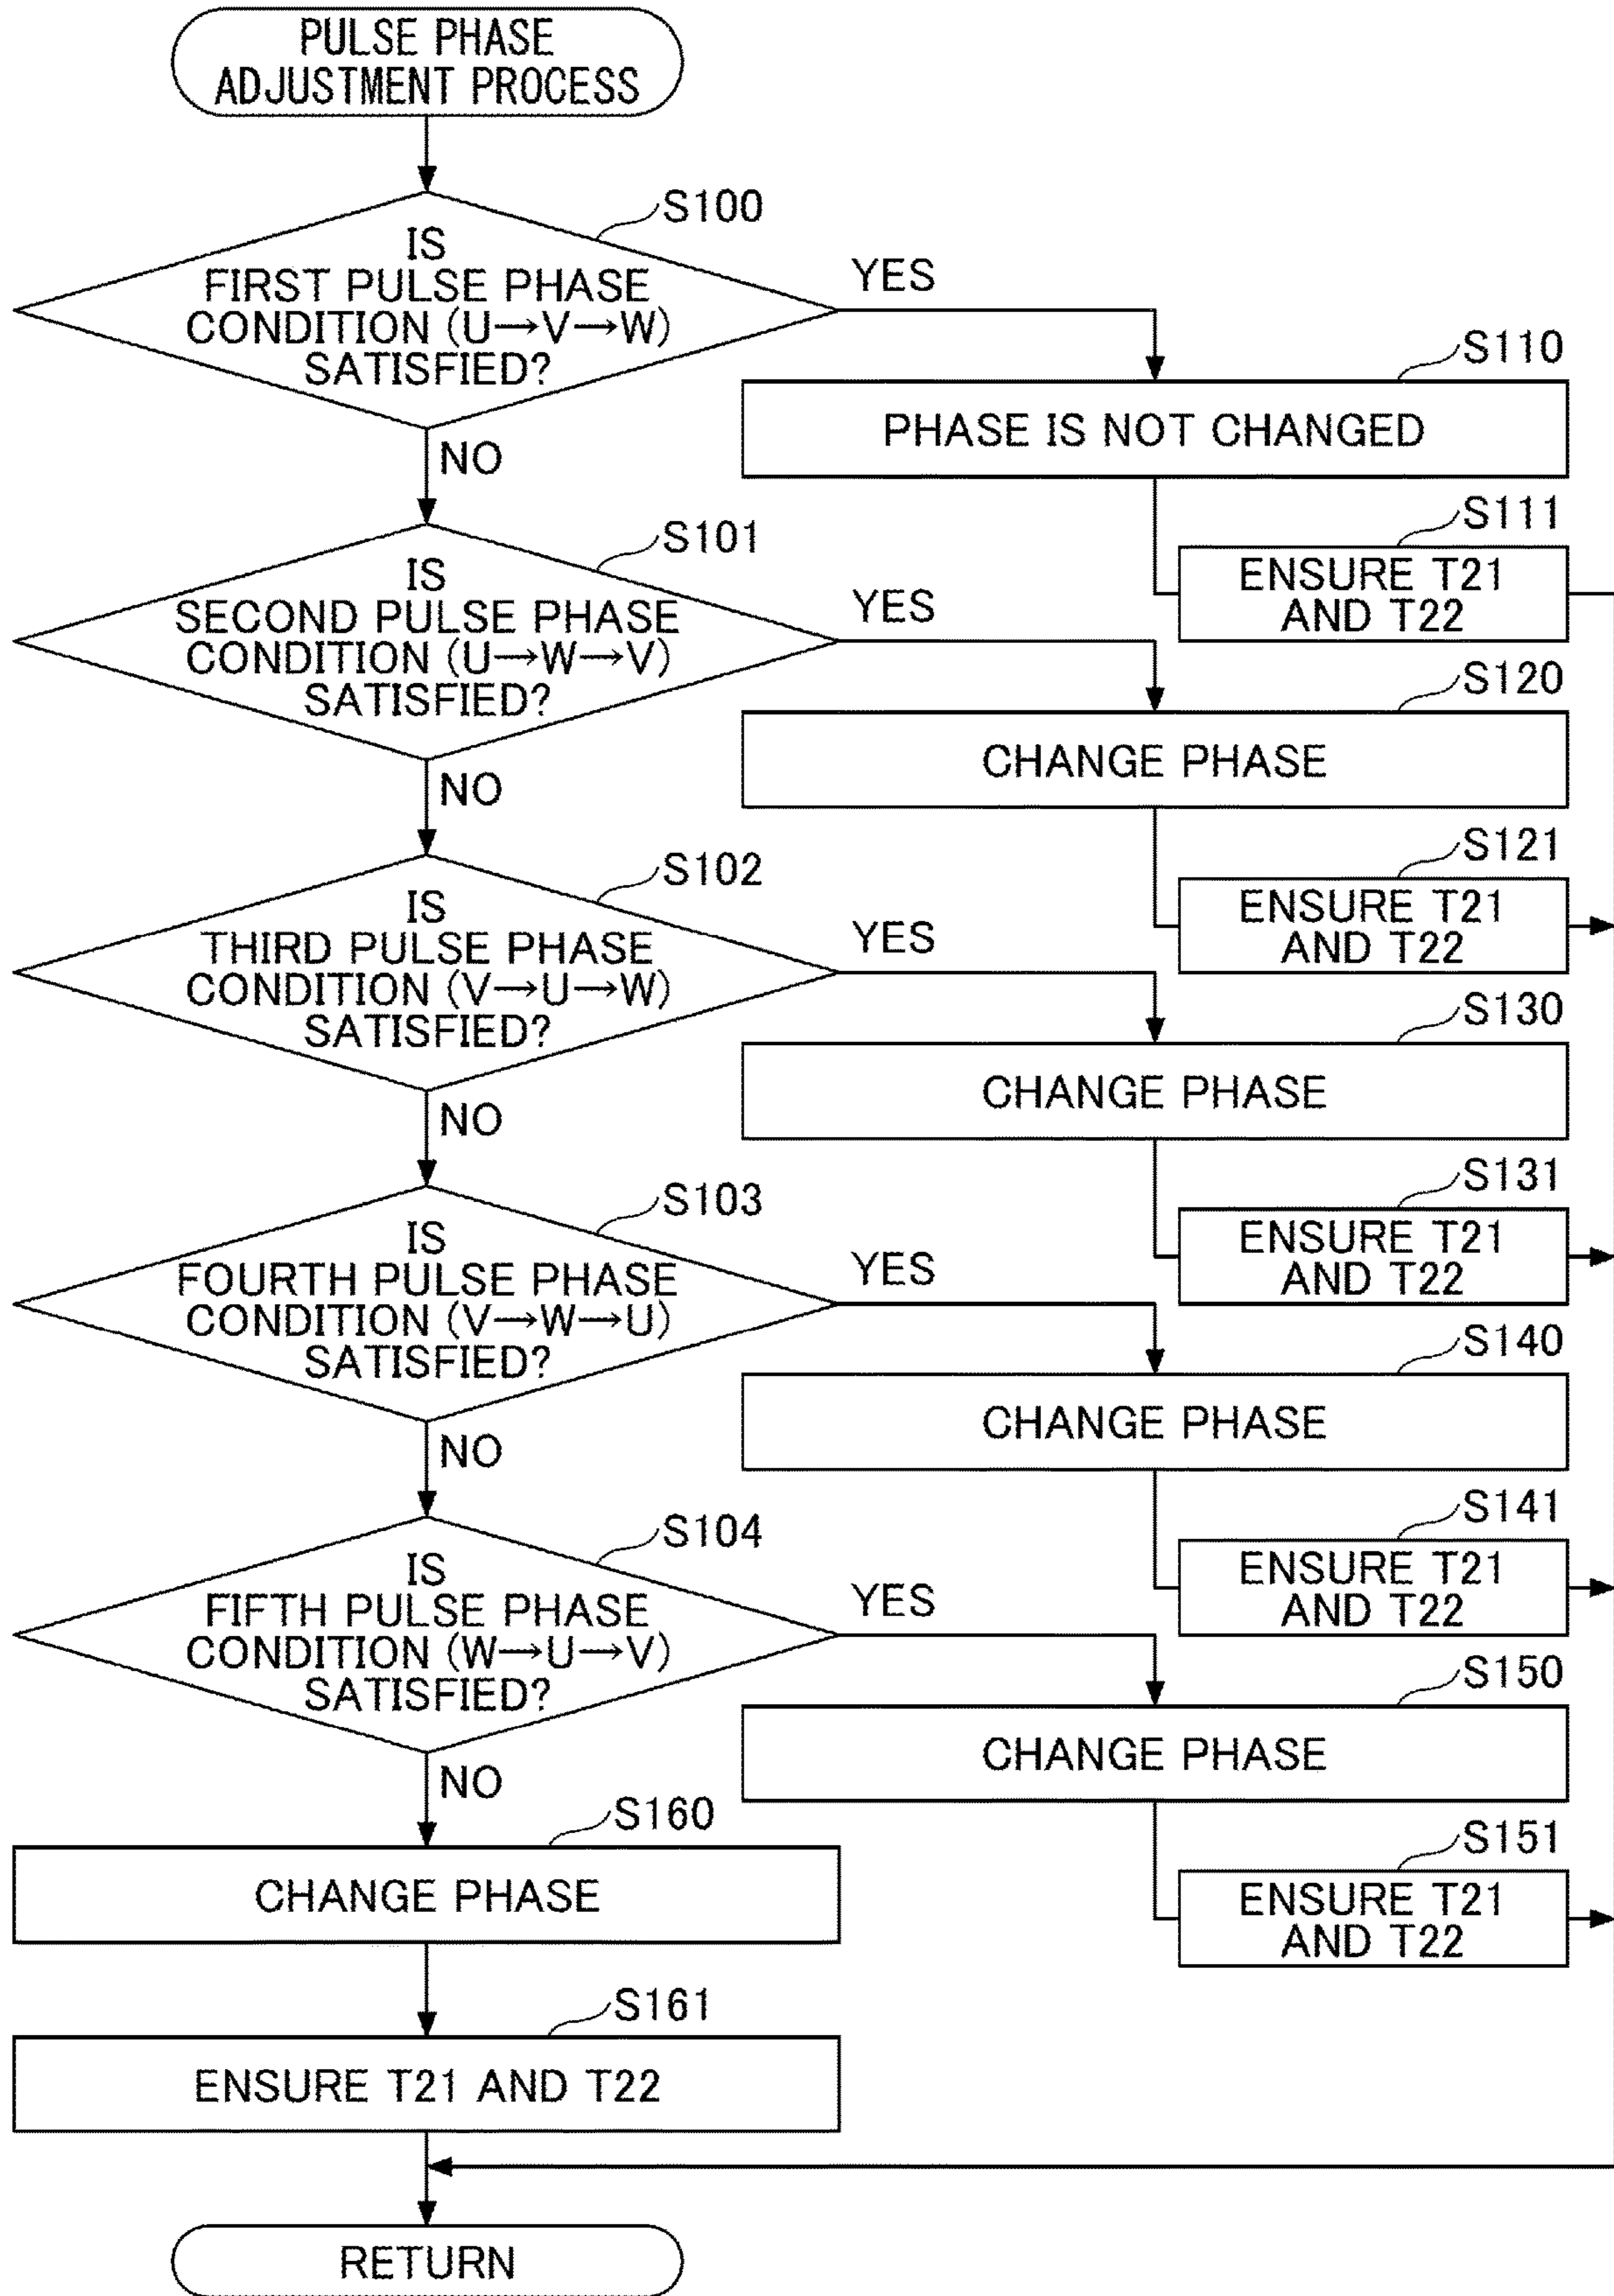 PULSE PHASE
ADJUSTMENT PROCESS
S100
IS
FIRST PULSE PHASE
CONDITION (U→V→W)
SATISFIED?
YES
NO
S110
PHASE IS NOT CHANGED
S111
ENSURE T21
AND T22
S101
IS
SECOND PULSE PHASE
CONDITION (U→W→V)
SATISFIED?
YES
NO
S120
CHANGE PHASE
S121
ENSURE T21
AND T22
S102
IS
THIRD PULSE PHASE
CONDITION (V→U→W)
SATISFIED?
YES
NO
S130
CHANGE PHASE
S131
ENSURE T21
AND T22
S103
IS
FOURTH PULSE PHASE
CONDITION (V→W→U)
SATISFIED?
YES
NO
S140
CHANGE PHASE
S141
ENSURE T21
AND T22
S104
IS
FIFTH PULSE PHASE
CONDITION (W→U→V)
SATISFIED?
YES
NO
S150
CHANGE PHASE
S151
ENSURE T21
AND T22
S160
CHANGE PHASE
S161
ENSURE T21 AND T22
RETURN